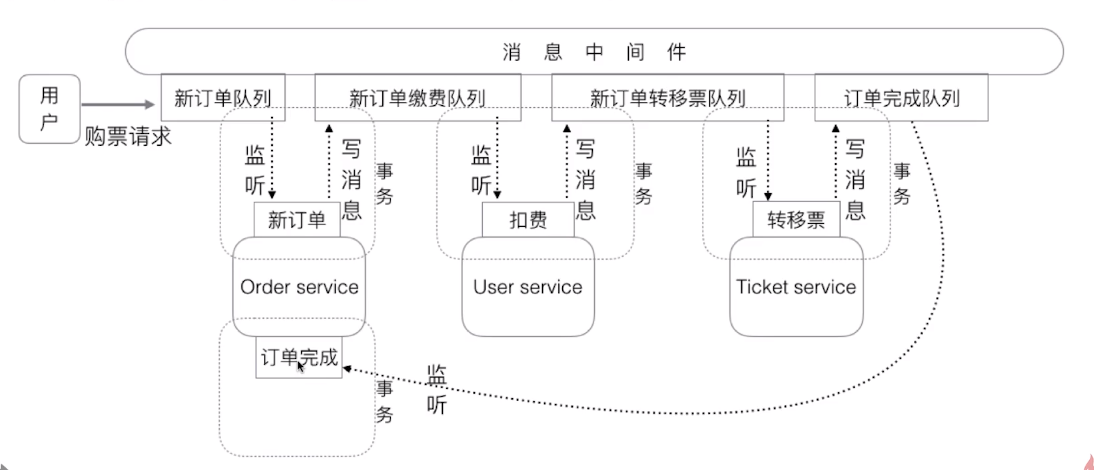 消息中间件
用户
购票请求
新订单队列
新订单缴费队列
新订单转移票队列
订单完成队列
监听
写消息
事务
监听
写消息
事务
监听
写消息
事务
新订单
扣费
转移票
Order service
User service
Ticket service
订单完成
事务
监听